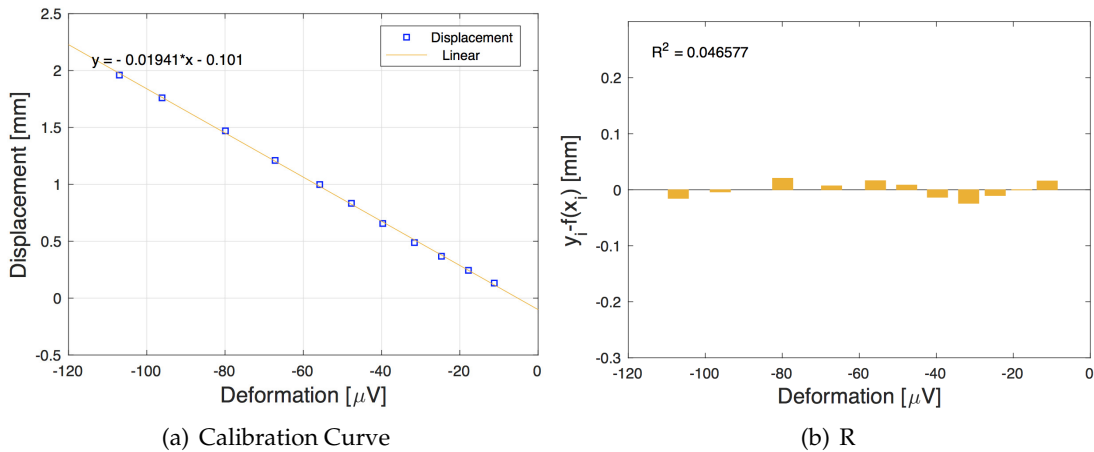 2.5
2
1.5
1
0.5
0
-0.5
Displacement [mm]
y = - 0.01941*x - 0.101
Displacement
Linear
-120 -100 -80 -60 -40 -20 0
Deformation [μV]
(a) Calibration Curve
0.2
0.1
0
-0.1
-0.2
-0.3
y_i-f(x_i) [mm]
R² = 0.046577
-120 -100 -80 -60 -40 -20 0
Deformation [μV]
(b) R